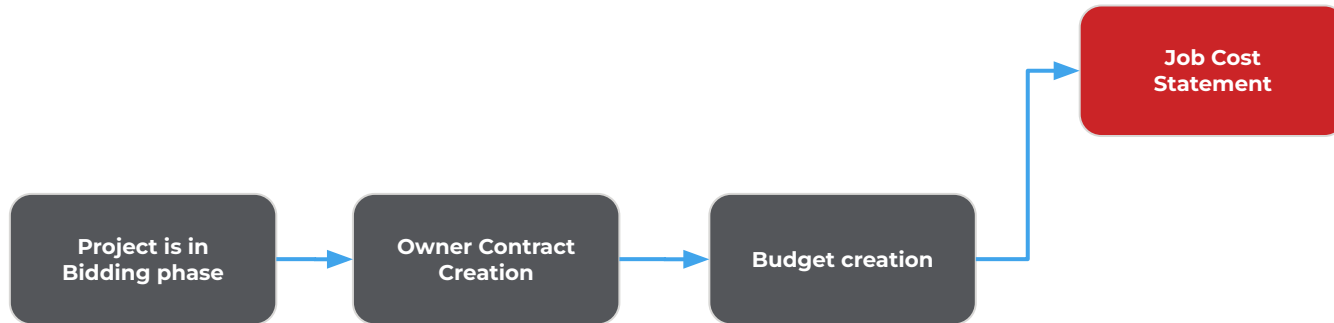 Job Cost
Statement
Project is in
Bidding phase
Owner Contract
Creation
Budget creation